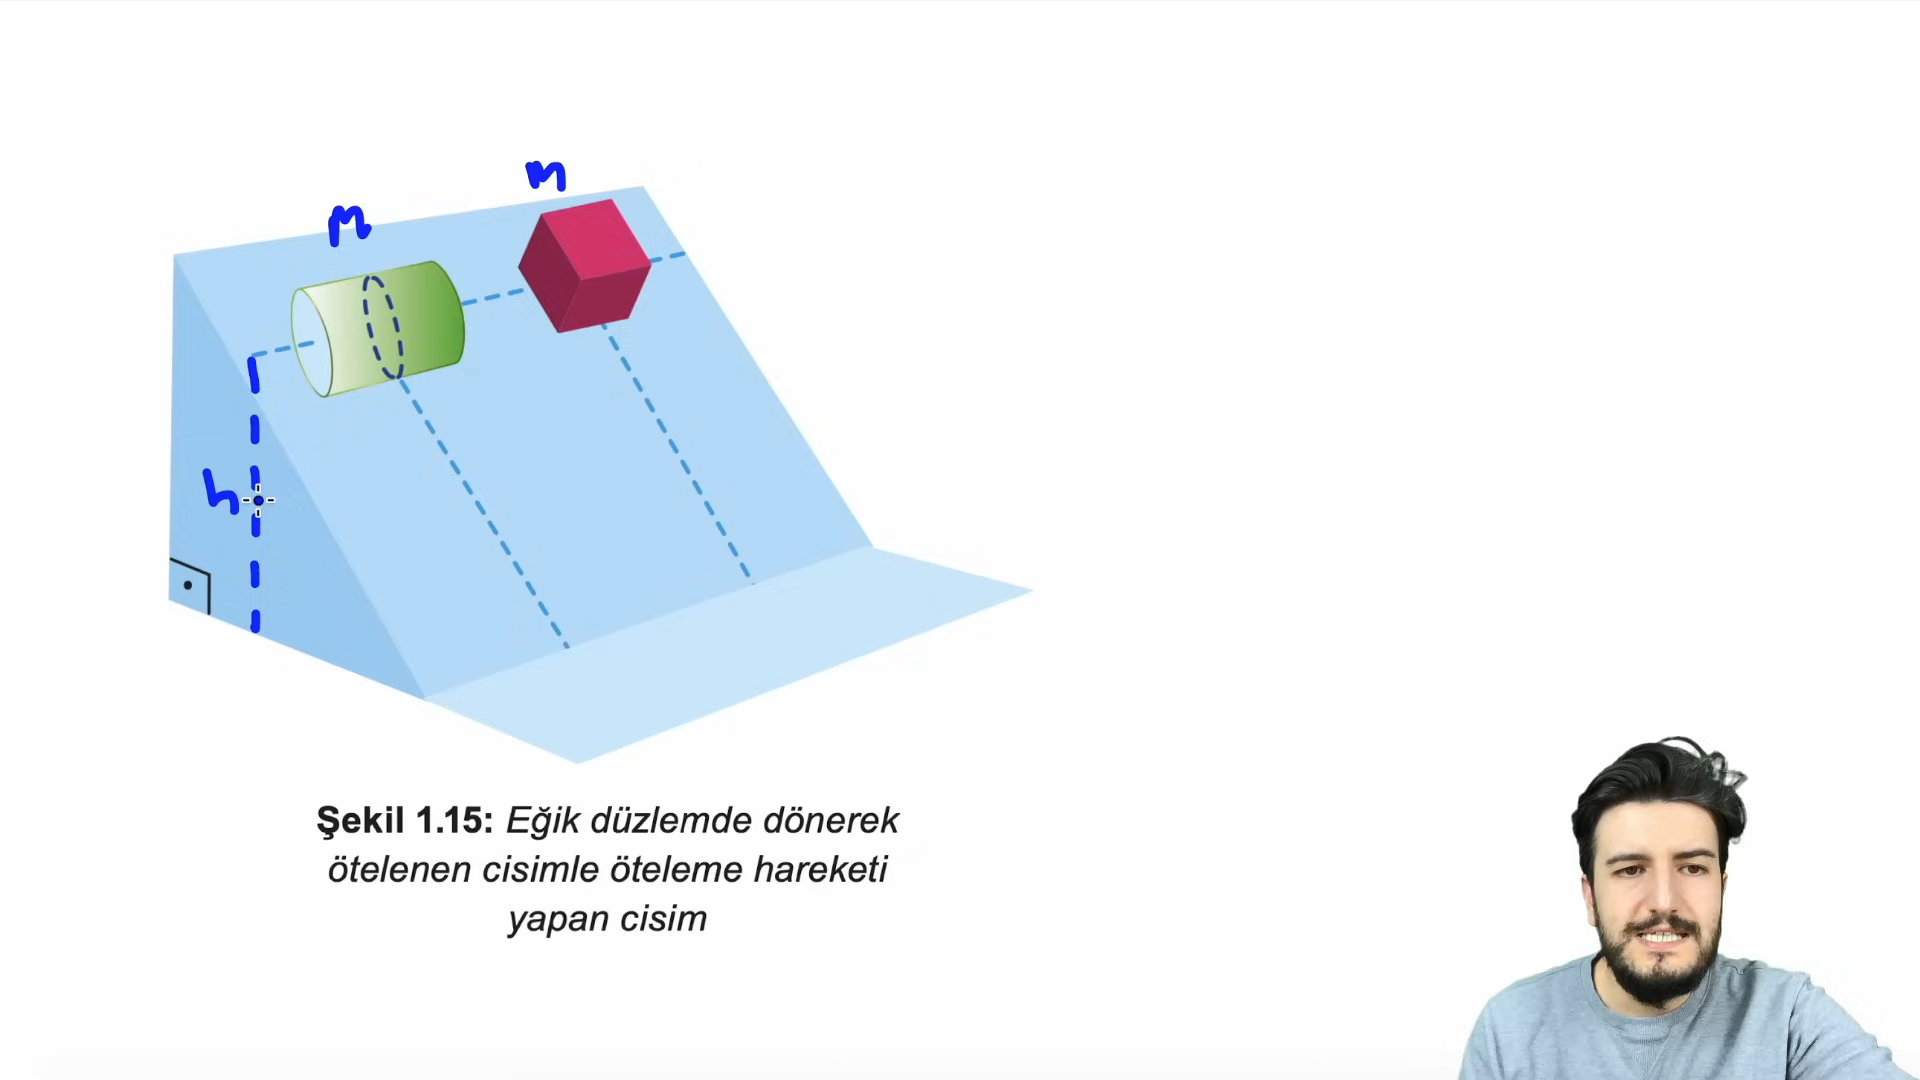 m
m
h
Şekil 1.15: Eğik düzlemde dönerek
ötelenen cisimle öteleme hareketi
yapan cisim